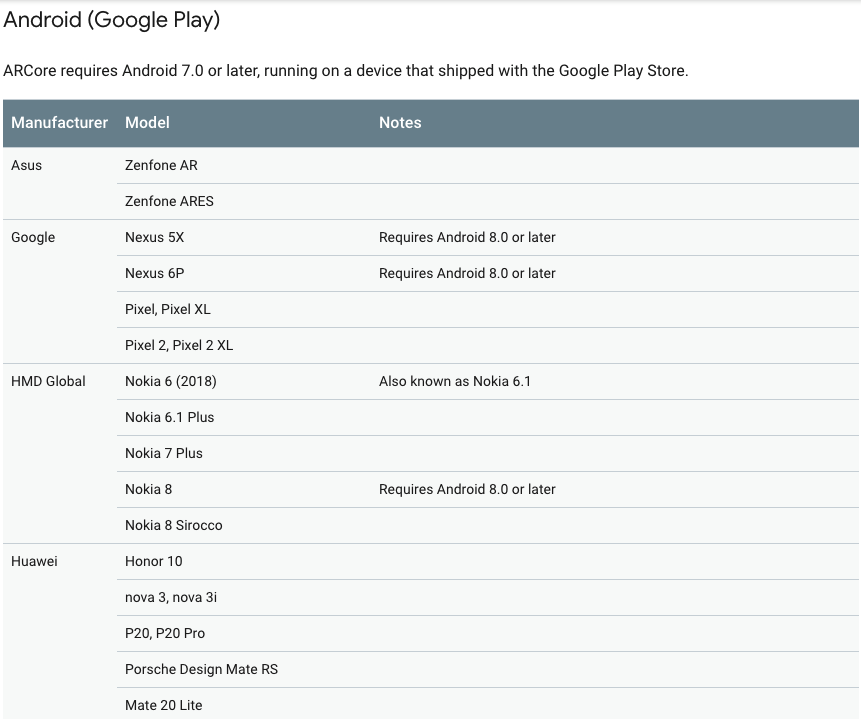 Android (Google Play)
ARCore requires Android 7.0 or later, running on a device that shipped with the Google Play Store.
Manufacturer Model Notes
Asus Zenfone AR
Zenfone ARES
Google Nexus 5X Requires Android 8.0 or later
Nexus 6P Requires Android 8.0 or later
Pixel, Pixel XL
Pixel 2, Pixel 2 XL
HMD Global Nokia 6 (2018) Also known as Nokia 6.1
Nokia 6.1 Plus
Nokia 7 Plus
Nokia 8 Requires Android 8.0 or later
Nokia 8 Sirocco
Huawei Honor 10
nova 3, nova 3i
P20, P20 Pro
Porsche Design Mate RS
Mate 20 Lite